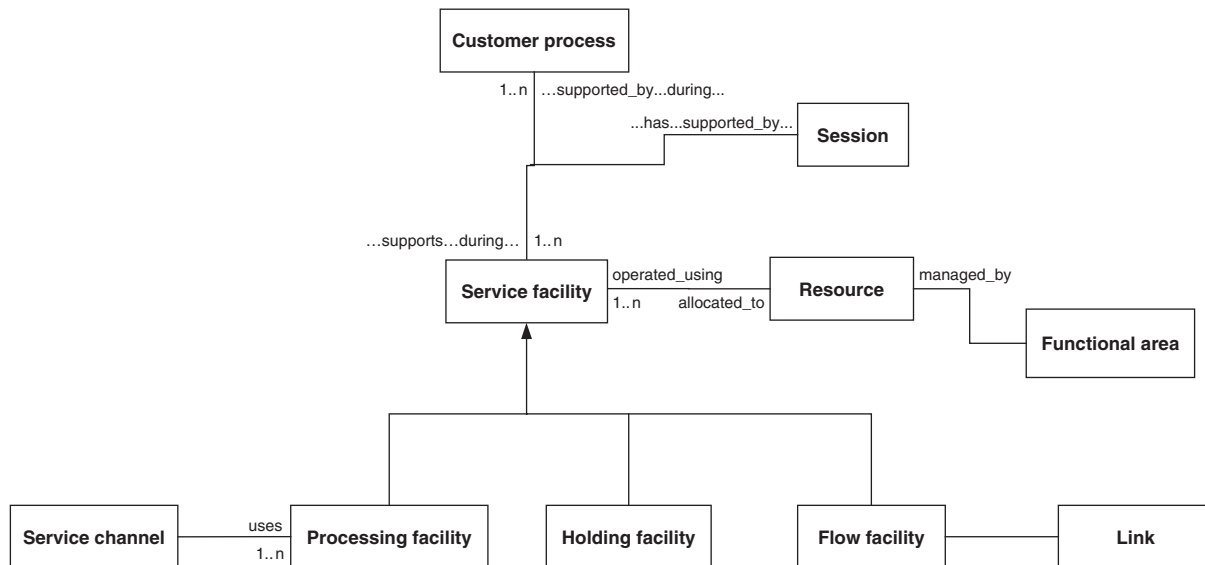 Customer process
1..n
…supported_by...during...
...has...supported_by...
Session
…supports…during…
1..n
Service facility
operated_using
1..n
allocated_to
Resource
managed_by
Functional area
Service channel
uses
1..n
Processing facility
Holding facility
Flow facility
Link